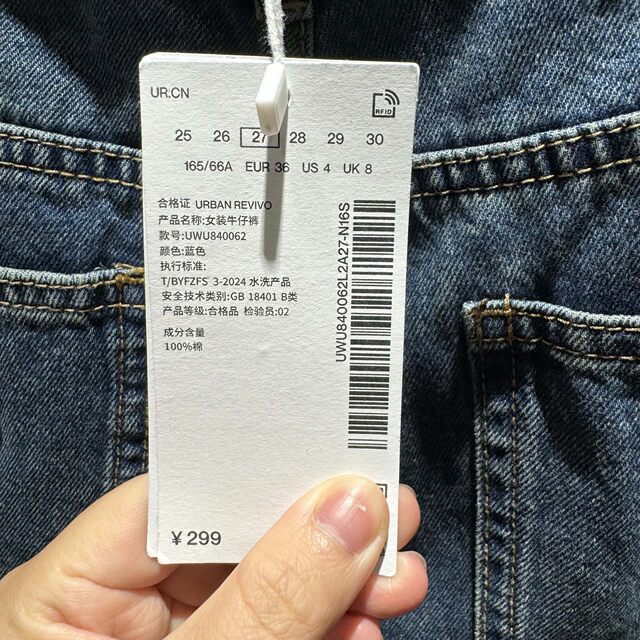 UR.CN
RFID
25 26 27 28 29 30
165/66A EUR 36 US 4 UK 8
合格证 URBAN REVIVO
产品名称:女装牛仔裤
款号:UWU840062
颜色:蓝色
执行标准:
T/BYFZFS 3-2024 水洗产品
安全技术类别:GB 18401 B类
产品等级:合格品 检验员:02
成分含量
100%棉
UWU840062L2A27-N16S
￥299